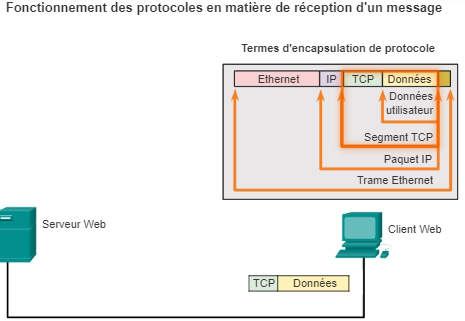 Fonctionnement des protocoles en matière de réception d'un message
Termes d'encapsulation de protocole
Ethernet IP TCP Données
Données
utilisateur
Segment TCP
Paquet IP
Trame Ethernet
Serveur Web
Client Web
TCP Données